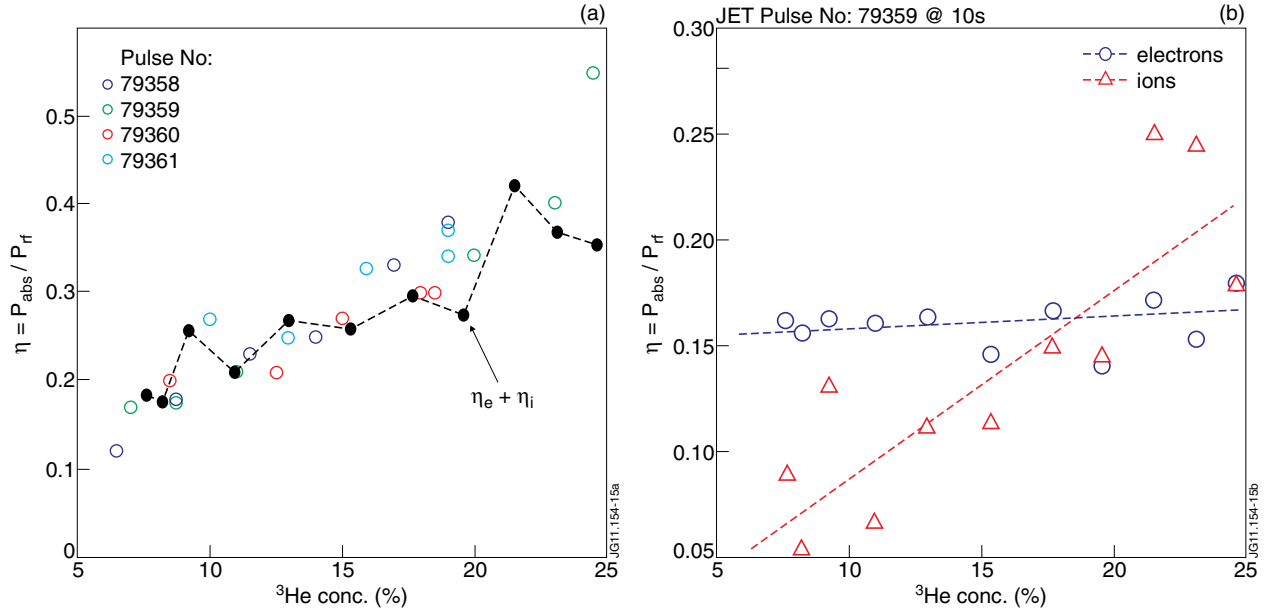 (a)
Pulse No:
79358
79359
79360
79361
0.5
0.4
0.3
0.2
0.1
0
η = P_abs / P_rf
η_e + η_i
5
10
15
20
25
³He conc. (%)
JG11.154-15a
JET Pulse No: 79359 @ 10s
(b)
electrons
ions
0.30
0.25
0.20
0.15
0.10
0.05
η = P_abs / P_rf
5
10
15
20
25
³He conc. (%)
JG11.154-15b